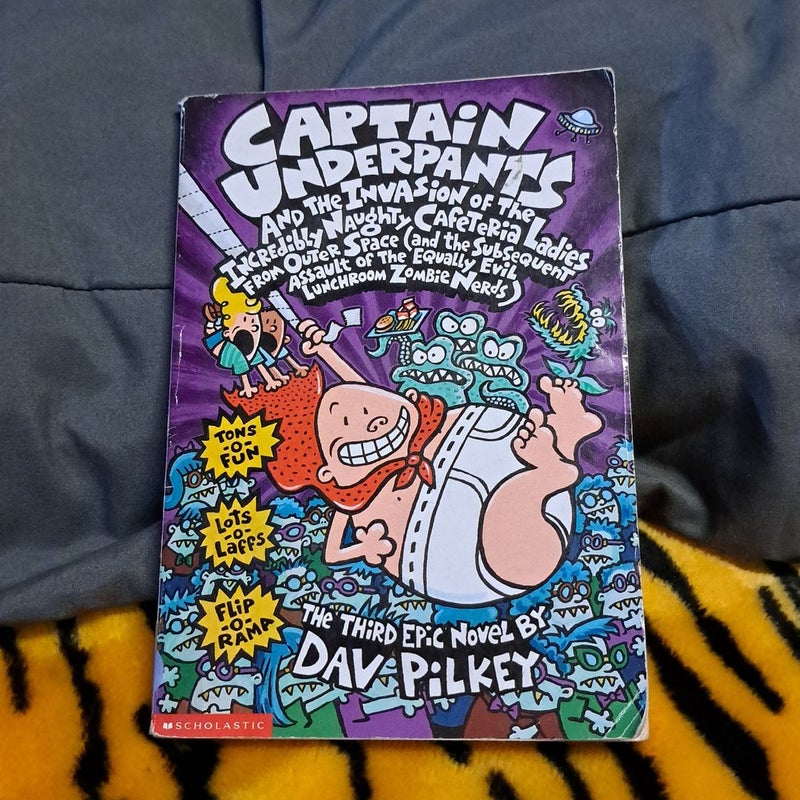 CAPTAIN
UNDERPANTS
AND THE INVASION OF THE
INCREDIBLY NAUGHTY CAFETERIA LADIES
FROM OUTER SPACE (and the SUBSEQUENT
ASSAULT OF THE EQUALLY EVIL
LUNCHROOM ZOMBIE NERDS)
TONS
-O-
FUN
LOTS
-O-
LAFFS
FLIP
-O-
RAMA
THE THIRD EPIC NOVEL BY
DAV PILKEY
SCHOLASTIC